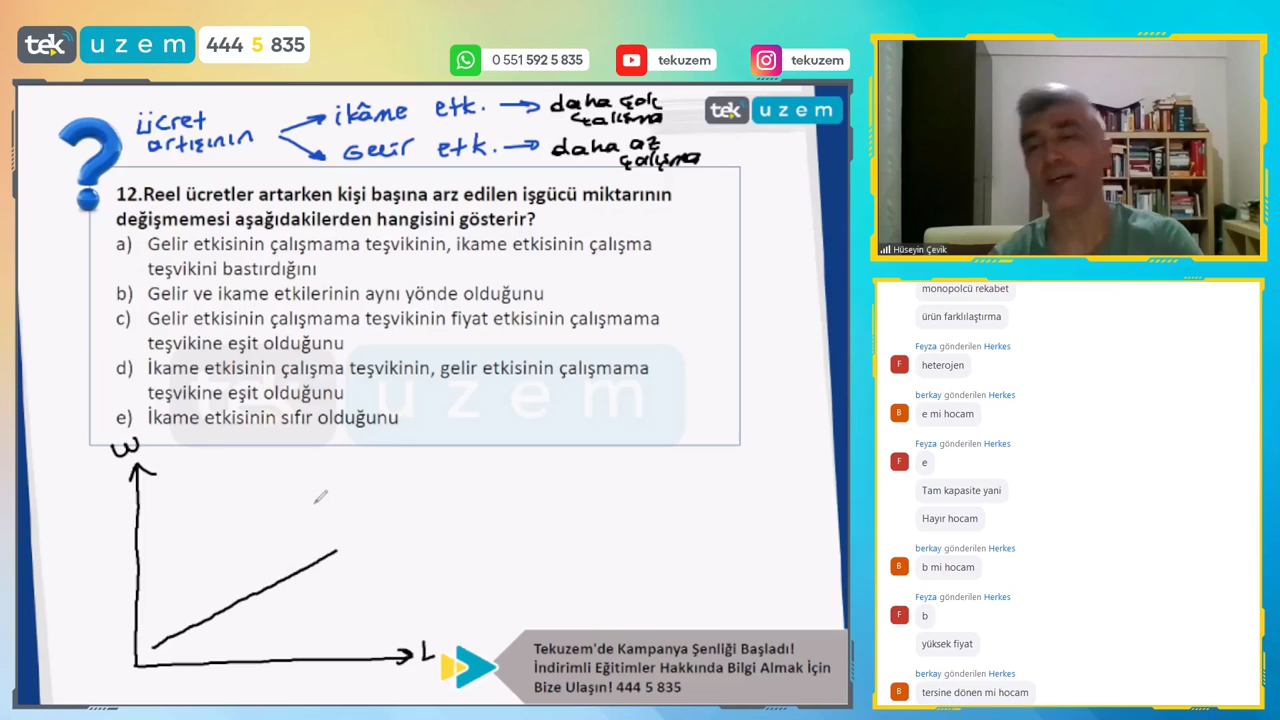 tek uzem 444 5 835
0 551 592 5 835
tekuzem
tekuzem
ücret artışının
ikâme etk. → daha çok çalışma
Gelir etk. → daha az çalışma
tek uzem
12.Reel ücretler artarken kişi başına arz edilen işgücü miktarının
değişmemesi aşağıdakilerden hangisini gösterir?
a) Gelir etkisinin çalışmama teşvikinin, ikame etkisinin çalışma
teşvikini bastırdığını
b) Gelir ve ikame etkilerinin aynı yönde olduğunu
c) Gelir etkisinin çalışmama teşvikinin fiyat etkisinin çalışmama
teşvikine eşit olduğunu
d) İkame etkisinin çalışma teşvikinin, gelir etkisinin çalışmama
teşvikine eşit olduğunu
e) İkame etkisinin sıfır olduğunu
tek uzem
W
L
Tekuzem'de Kampanya Şenliği Başladı!
İndirimli Eğitimler Hakkında Bilgi Almak İçin
Bize Ulaşın! 444 5 835
Hüseyin Çevik
monopolcü rekabet
ürün farklılaştırma
Feyza gönderilen Herkes
F heterojen
berkay gönderilen Herkes
B e mi hocam
Feyza gönderilen Herkes
F e
Tam kapasite yani
Hayır hocam
berkay gönderilen Herkes
B b mi hocam
Feyza gönderilen Herkes
F b
yüksek fiyat
berkay gönderilen Herkes
B tersine dönen mi hocam